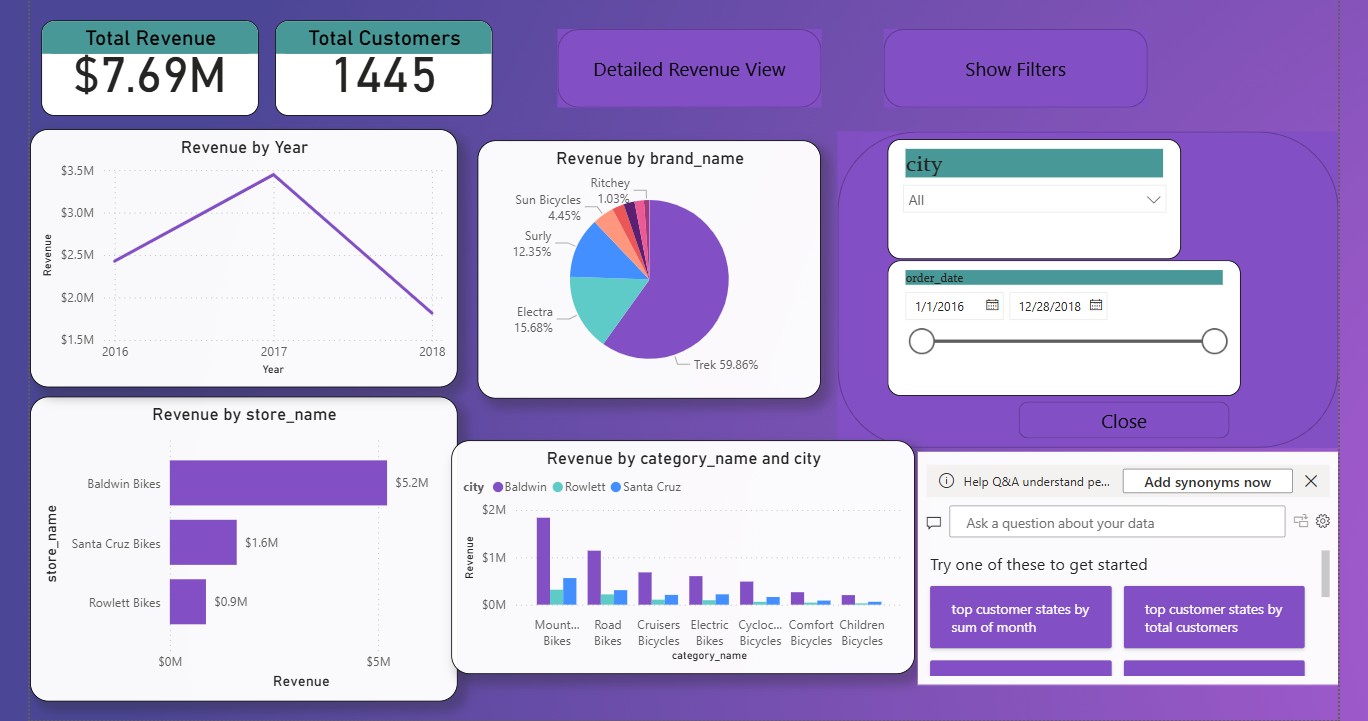 Total Revenue
$7.69M
Total Customers
1445
Detailed Revenue View
Show Filters
Revenue by Year
$3.5M
$3.0M
$2.5M
$2.0M
$1.5M
Revenue
2016 2017 2018
Year
Revenue by brand_name
Ritchey
1.03%
Sun Bicycles
4.45%
Surly
12.35%
Electra
15.68%
Trek 59.86%
city
All
order_date
1/1/2016 12/28/2018
Close
Revenue by store_name
store_name
Baldwin Bikes $5.2M
Santa Cruz Bikes $1.6M
Rowlett Bikes $0.9M
$0M $5M
Revenue
Revenue by category_name and city
city Baldwin Rowlett Santa Cruz
$2M
$1M
$0M
Revenue
Mount... Road Cruisers Electric Cycloc... Comfort Children
Bikes Bikes Bicycles Bikes Bicycles Bicycles Bicycles
category_name
Help Q&A understand pe... Add synonyms now
Ask a question about your data
Try one of these to get started
top customer states by
sum of month
top customer states by
total customers